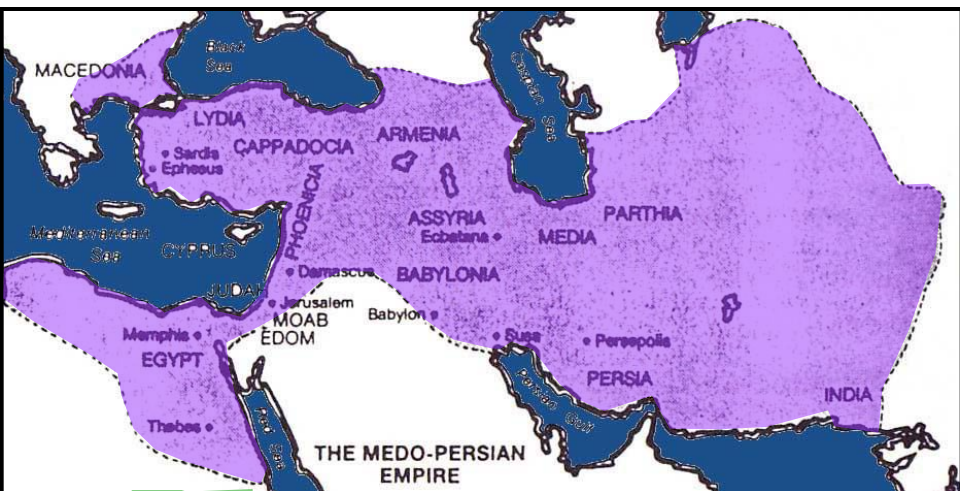 Black
Sea
MACEDONIA
Caspian Sea
LYDIA
ARMENIA
CAPPADOCIA
Sardis
Ephesus
PHOENICIA
ASSYRIA
PARTHIA
Mediterranean
Sea
CYPRUS
Ecbatana
MEDIA
Damascus
BABYLONIA
JUDAH
Jerusalem
Babylon
MOAB
EDOM
Memphis
Susa
Persepolis
EGYPT
Persian Gulf
PERSIA
INDIA
Thebes
Red Sea
THE MEDO-PERSIAN
EMPIRE